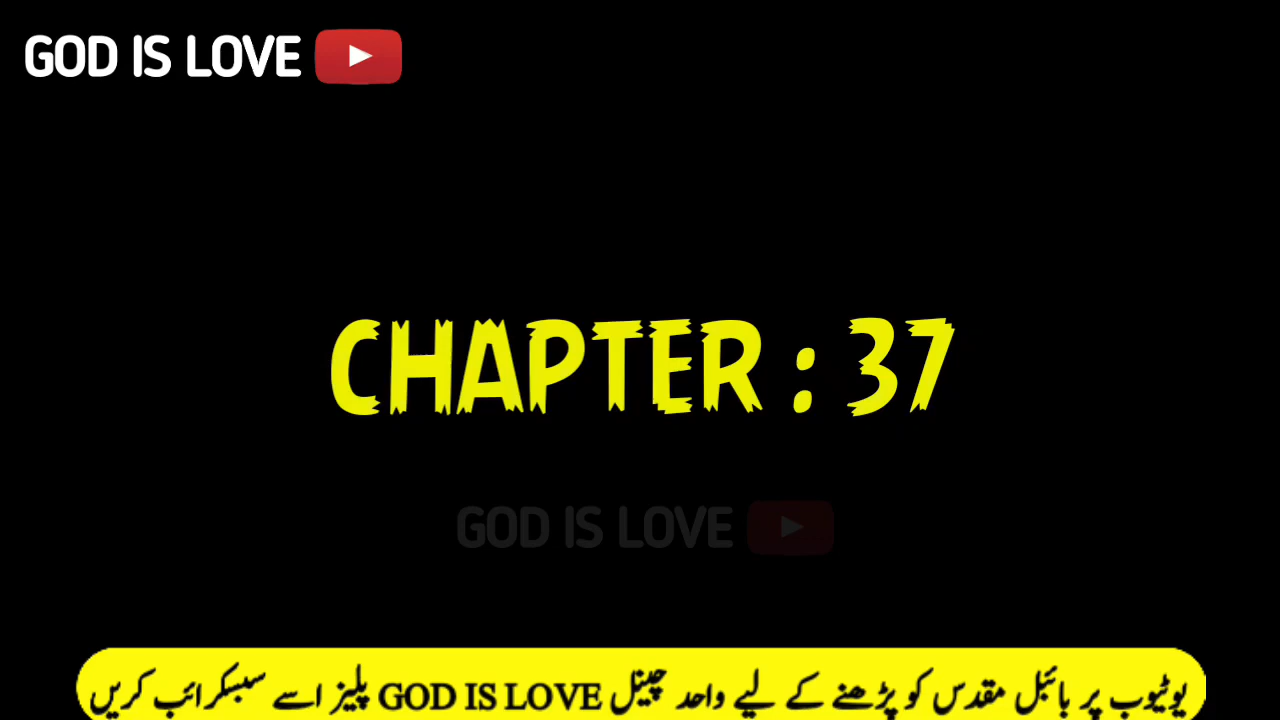 GOD IS LOVE
CHAPTER : 37
GOD IS LOVE
یوٹیوب پر بائبل مقدس کو پڑھنے کے لیے واحد چینل GOD IS LOVE پلیز اسے سبسکرائب کریں